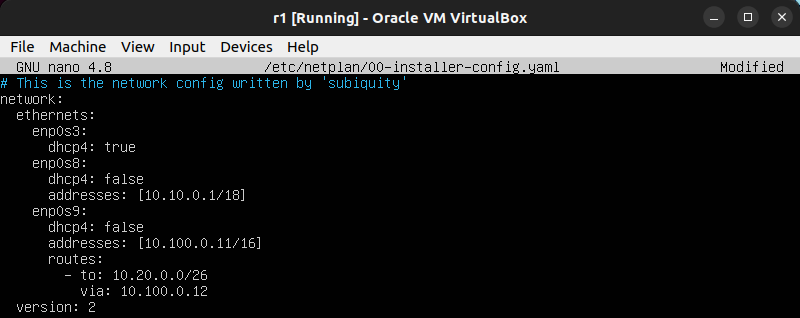 r1 [Running] - Oracle VM VirtualBox
File Machine View Input Devices Help
GNU nano 4.8 /etc/netplan/00-installer-config.yaml Modified
# This is the network config written by 'subiquity'
network:
  ethernets:
    enp0s3:
      dhcp4: true
    enp0s8:
      dhcp4: false
      addresses: [10.10.0.1/18]
    enp0s9:
      dhcp4: false
      addresses: [10.100.0.11/16]
      routes:
        - to: 10.20.0.0/26
          via: 10.100.0.12
  version: 2